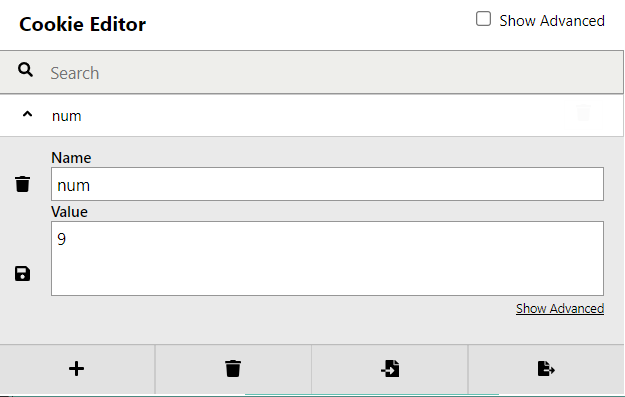 Cookie Editor
Show Advanced
Search
num
Name
num
Value
9
Show Advanced